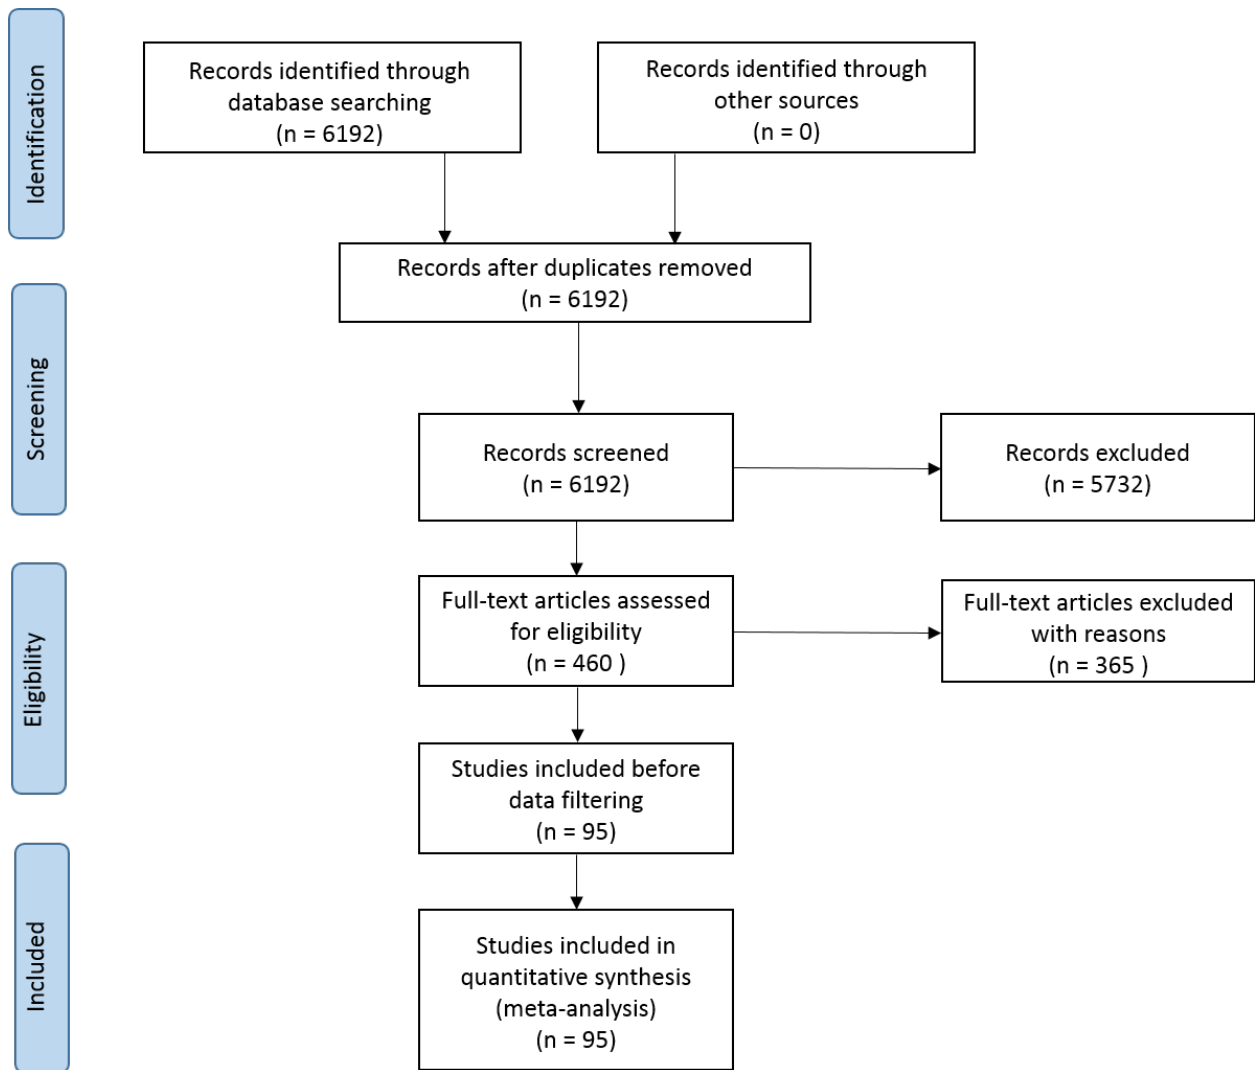 Identification
Records identified through
database searching
(n = 6192)
Records identified through
other sources
(n = 0)
Records after duplicates removed
(n = 6192)
Screening
Records screened
(n = 6192)
Records excluded
(n = 5732)
Eligibility
Full-text articles assessed
for eligibility
(n = 460 )
Full-text articles excluded
with reasons
(n = 365 )
Studies included before
data filtering
(n = 95)
Included
Studies included in
quantitative synthesis
(meta-analysis)
(n = 95)